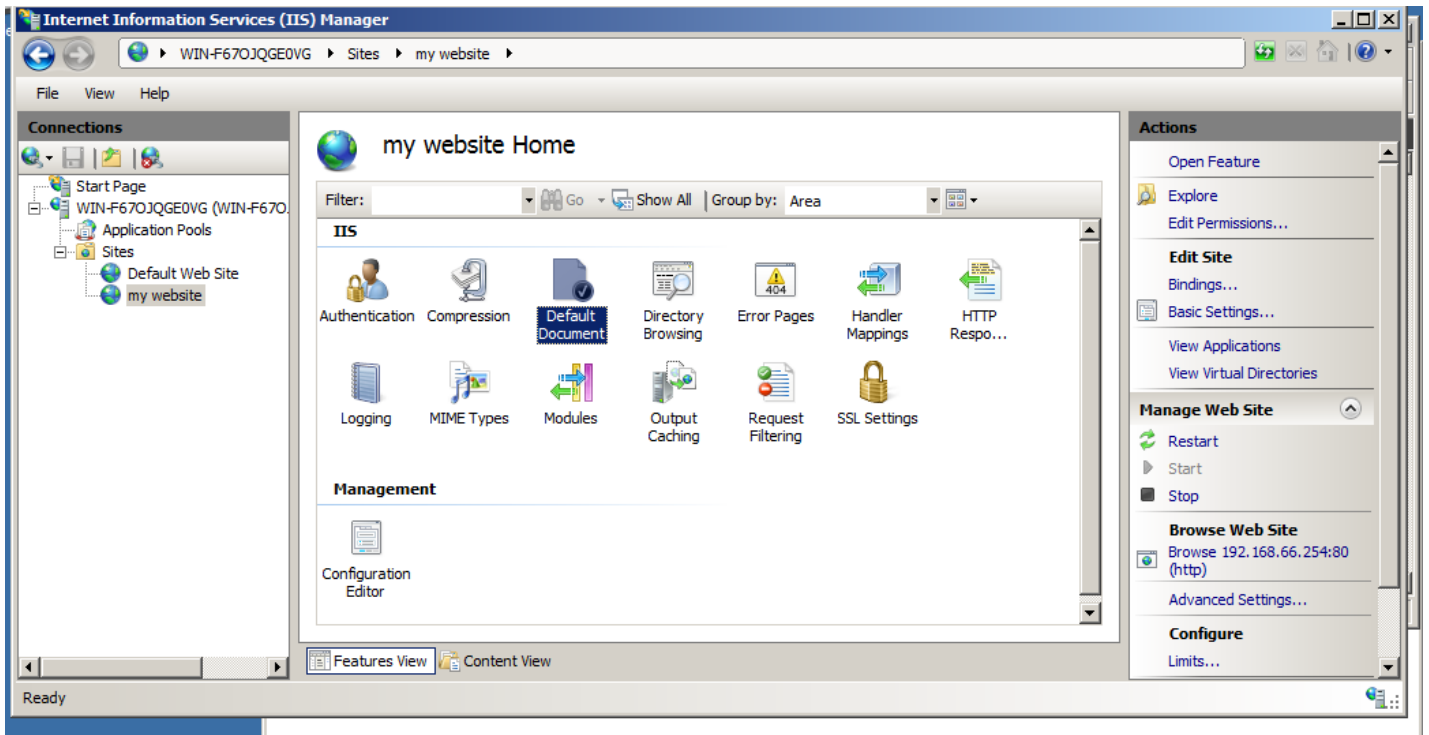 Internet Information Services (IIS) Manager
WIN-F67OJQGE0VG Sites my website
File View Help
Connections
Start Page
WIN-F67OJQGE0VG (WIN-F67O
Application Pools
Sites
Default Web Site
my website
my website Home
Filter: Go Show All Group by: Area
IIS
Authentication
Compression
Default
Document
Directory
Browsing
Error Pages
404
Handler
Mappings
HTTP
Respo...
Logging
MIME Types
Modules
Output
Caching
Request
Filtering
SSL Settings
Management
Configuration
Editor
Features View Content View
Actions
Open Feature
Explore
Edit Permissions...
Edit Site
Bindings...
Basic Settings...
View Applications
View Virtual Directories
Manage Web Site
Restart
Start
Stop
Browse Web Site
Browse 192.168.66.254:80
(http)
Advanced Settings...
Configure
Limits...
Ready